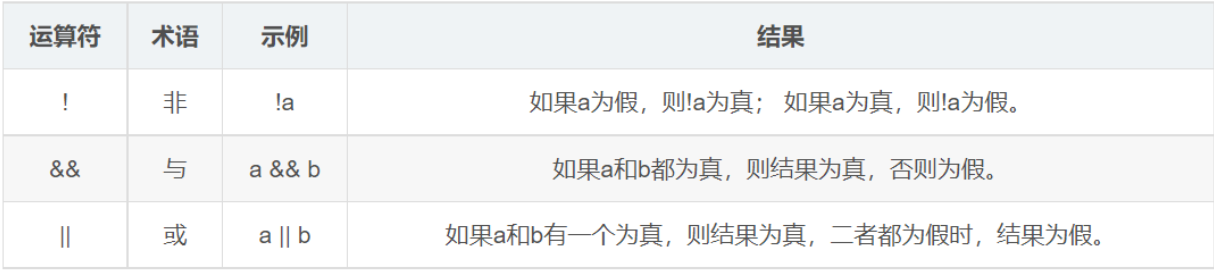 运算符 术语 示例 结果
! 非 !a 如果a为假，则!a为真； 如果a为真，则!a为假。
&& 与 a && b 如果a和b都为真，则结果为真，否则为假。
|| 或 a || b 如果a和b有一个为真，则结果为真，二者都为假时，结果为假。